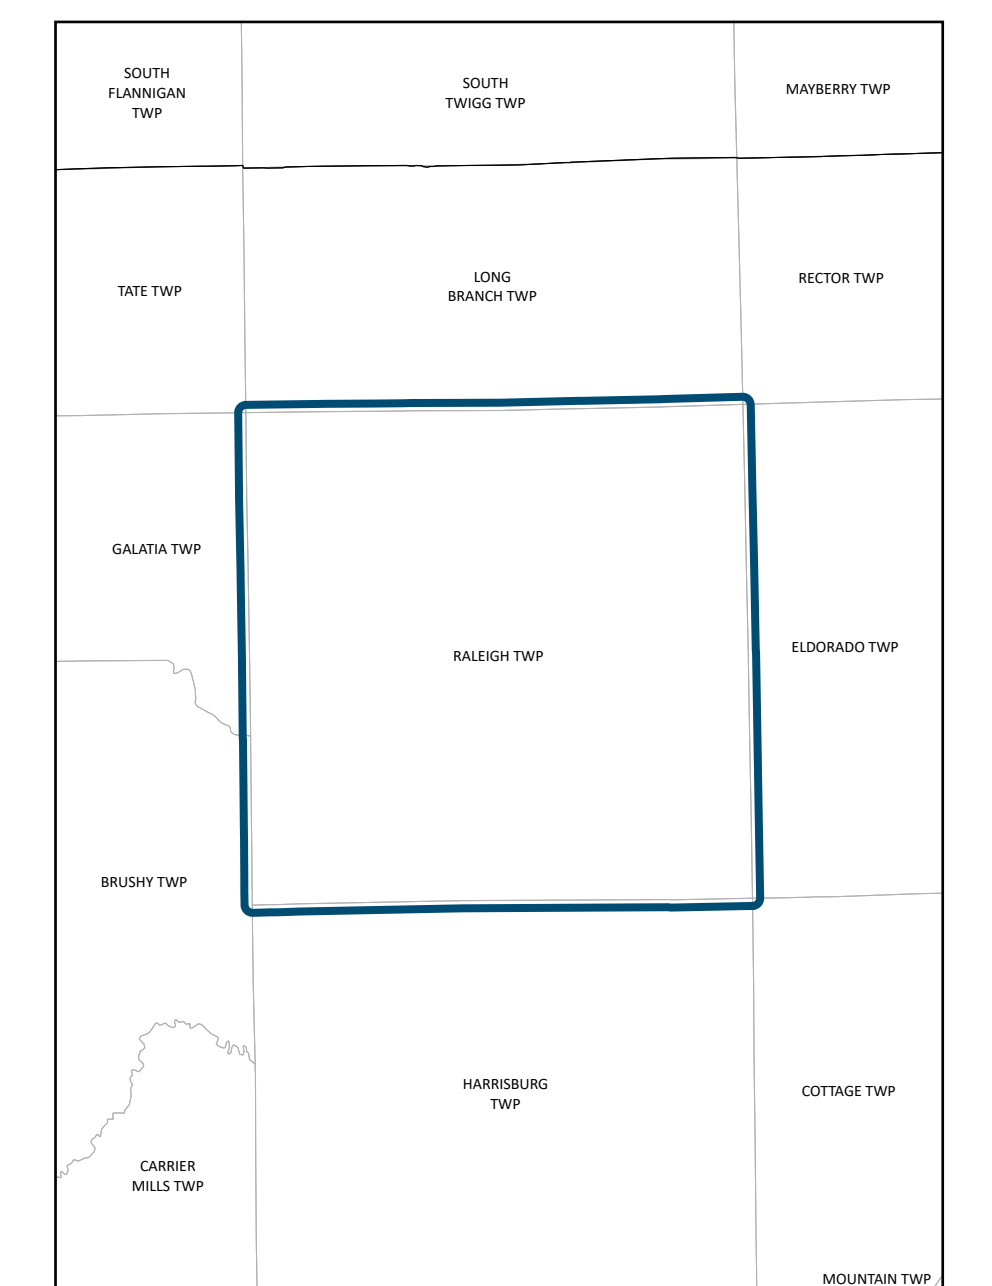 SOUTH
FLANNIGAN
TWP
SOUTH
TWIGG TWP
MAYBERRY TWP
TATE TWP
LONG
BRANCH TWP
RECTOR TWP
GALATIA TWP
RALEIGH TWP
ELDORADO TWP
BRUSHY TWP
HARRISBURG
TWP
COTTAGE TWP
CARRIER
MILLS TWP
MOUNTAIN TWP